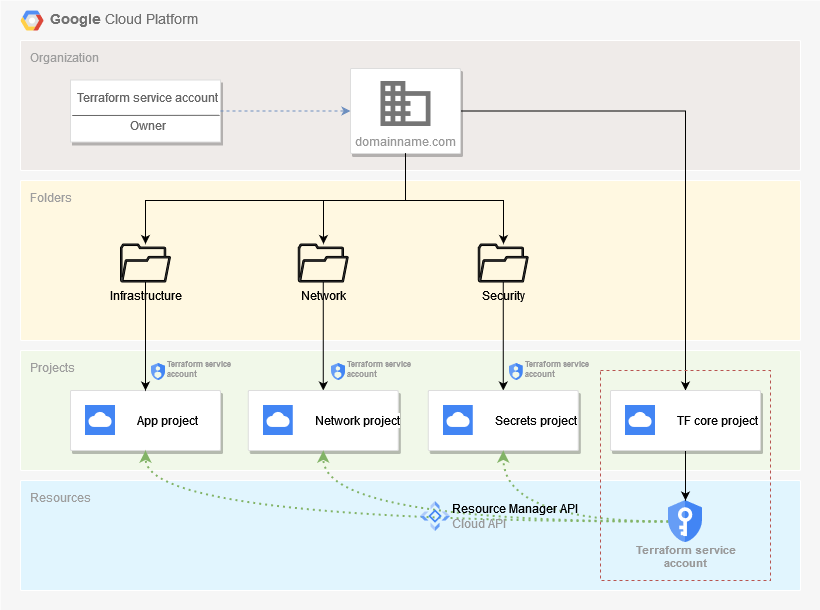 Google Cloud Platform
Organization
Terraform service account
Owner
domainname.com
Folders
Infrastructure
Network
Security
Projects
Terraform service
account
Terraform service
account
Terraform service
account
App project
Network project
Secrets project
TF core project
Resources
Resource Manager API
Cloud API
Terraform service
account